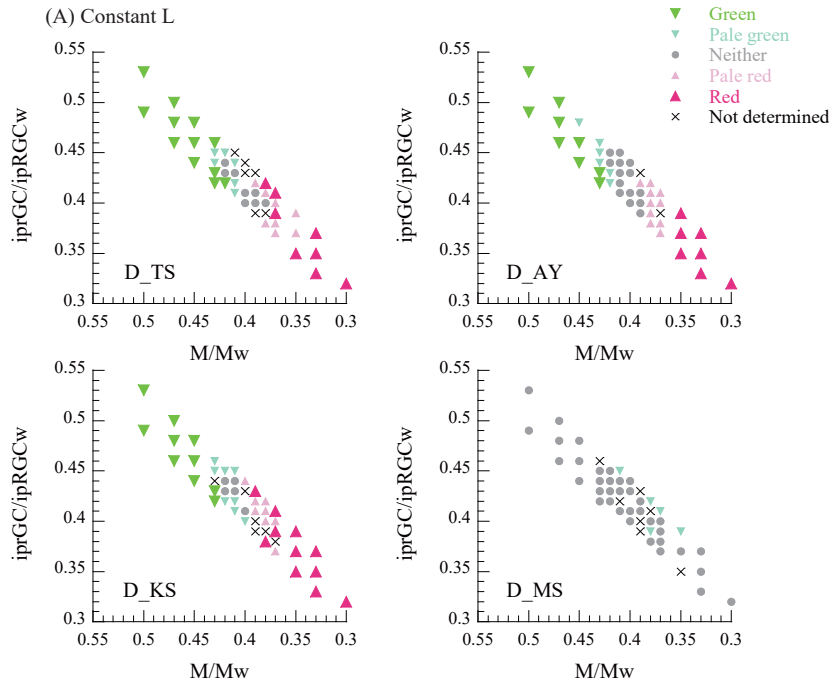 (A) Constant L
Green
Pale green
Neither
Pale red
Red
Not determined
iprGC/ipRGCw
0.55
0.5
0.45
0.4
0.35
0.3
D_TS
0.55 0.5 0.45 0.4 0.35 0.3
M/Mw
iprGC/ipRGCw
0.55
0.5
0.45
0.4
0.35
0.3
D_AY
0.55 0.5 0.45 0.4 0.35 0.3
M/Mw
iprGC/ipRGCw
0.55
0.5
0.45
0.4
0.35
0.3
D_KS
0.55 0.5 0.45 0.4 0.35 0.3
M/Mw
iprGC/ipRGCw
0.55
0.5
0.45
0.4
0.35
0.3
D_MS
0.55 0.5 0.45 0.4 0.35 0.3
M/Mw